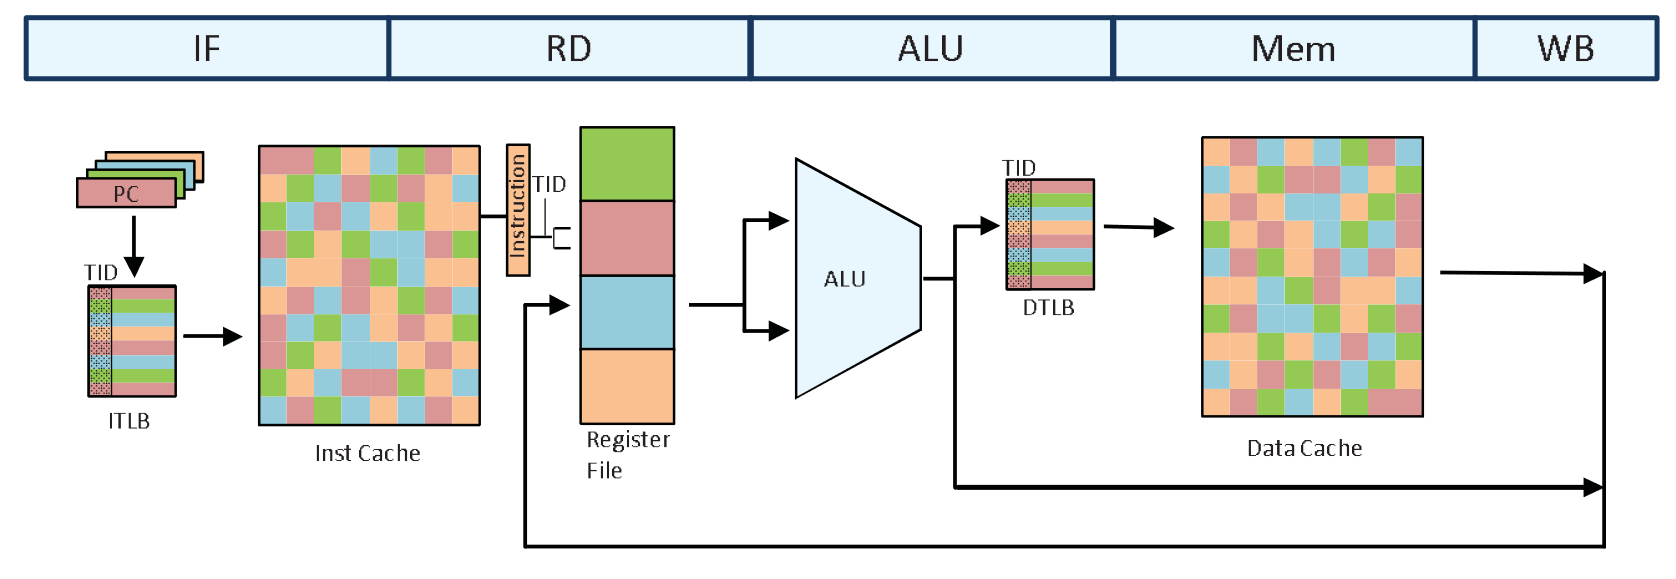 IF
RD
ALU
Mem
WB
PC
TID
ITLB
Inst Cache
Instruction
TID
Register
File
ALU
TID
DTLB
Data Cache